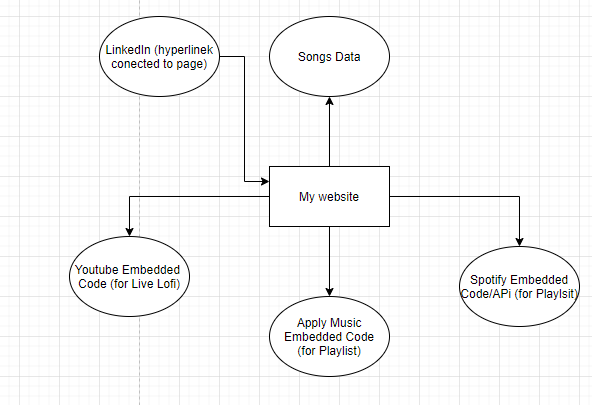 LinkedIn (hyperlinek
conected to page)
Songs Data
My website
Youtube Embedded
Code (for Live Lofi)
Spotify Embedded
Code/APi (for Playlsit)
Apply Music
Embedded Code
(for Playlist)